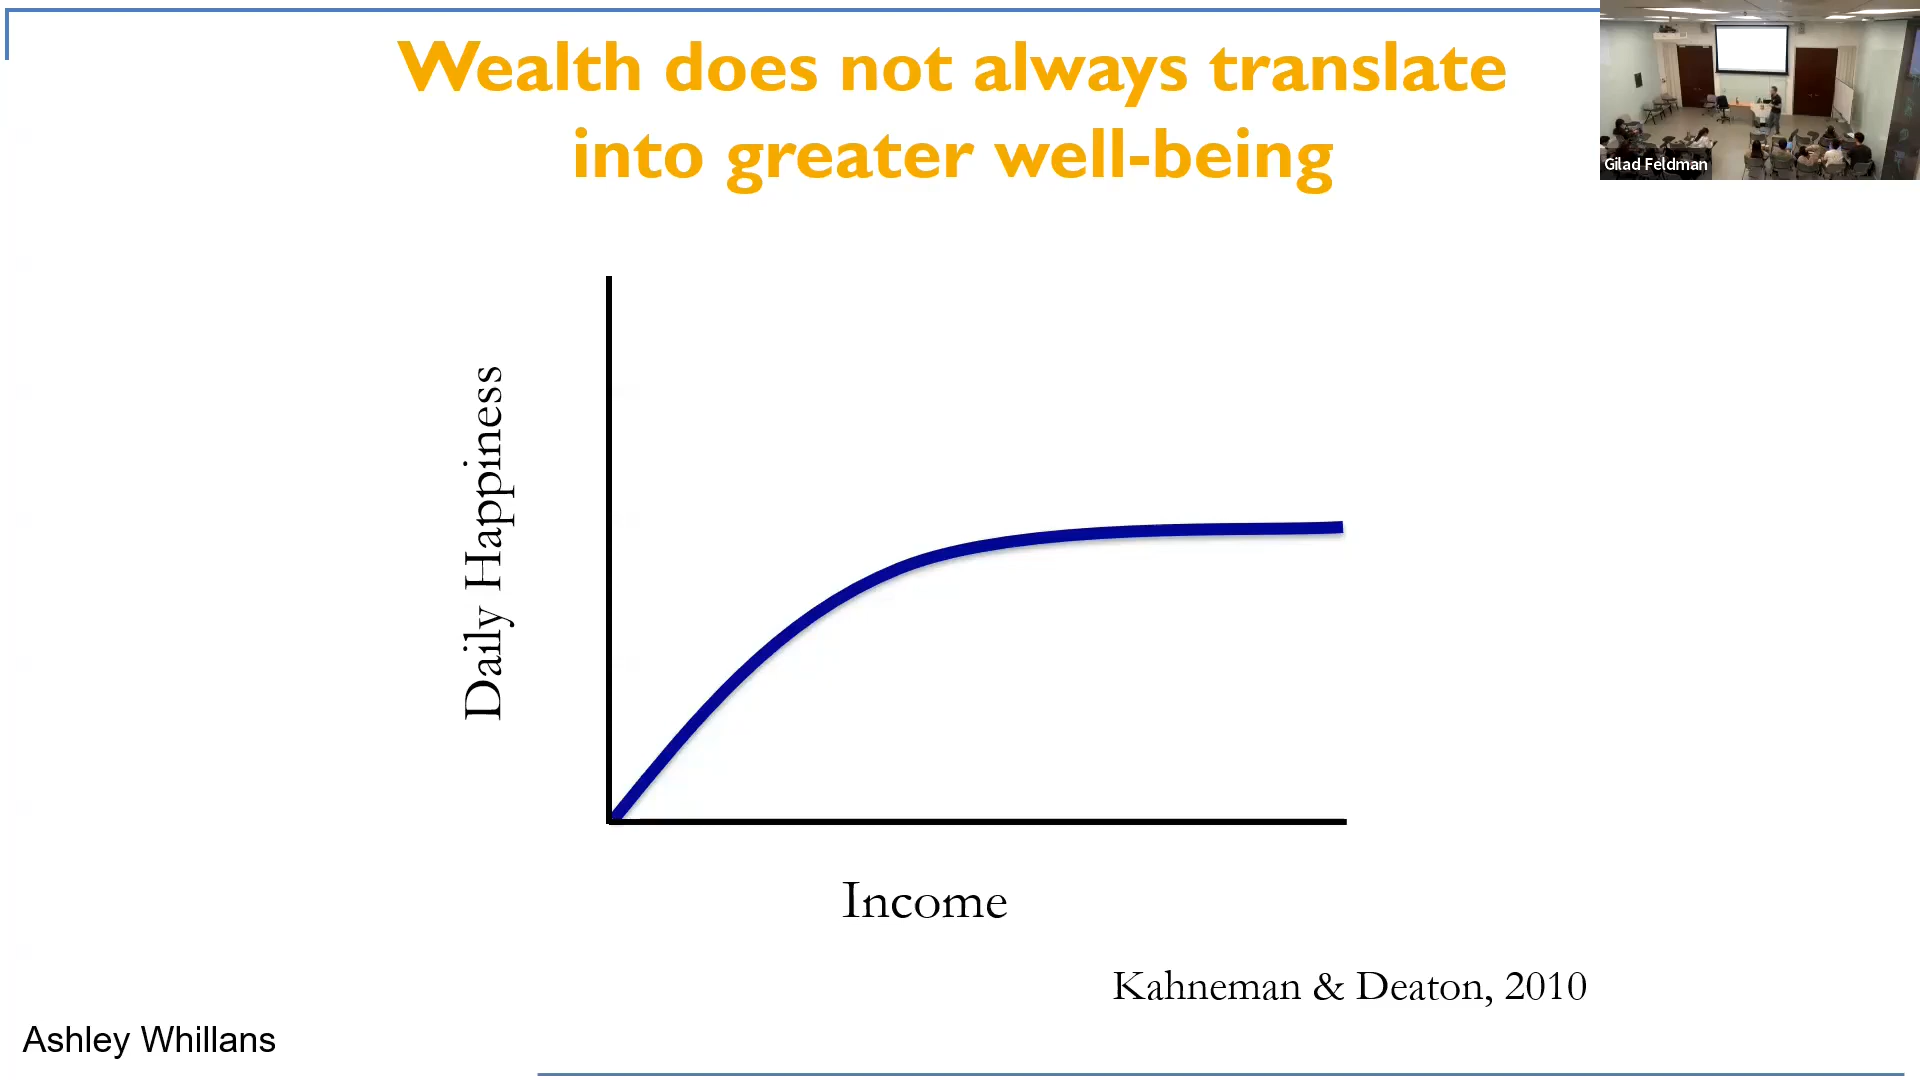 Wealth does not always translate
into greater well-being
Gilad Feldman
Daily Happiness
Income
Kahneman & Deaton, 2010
Ashley Whillans